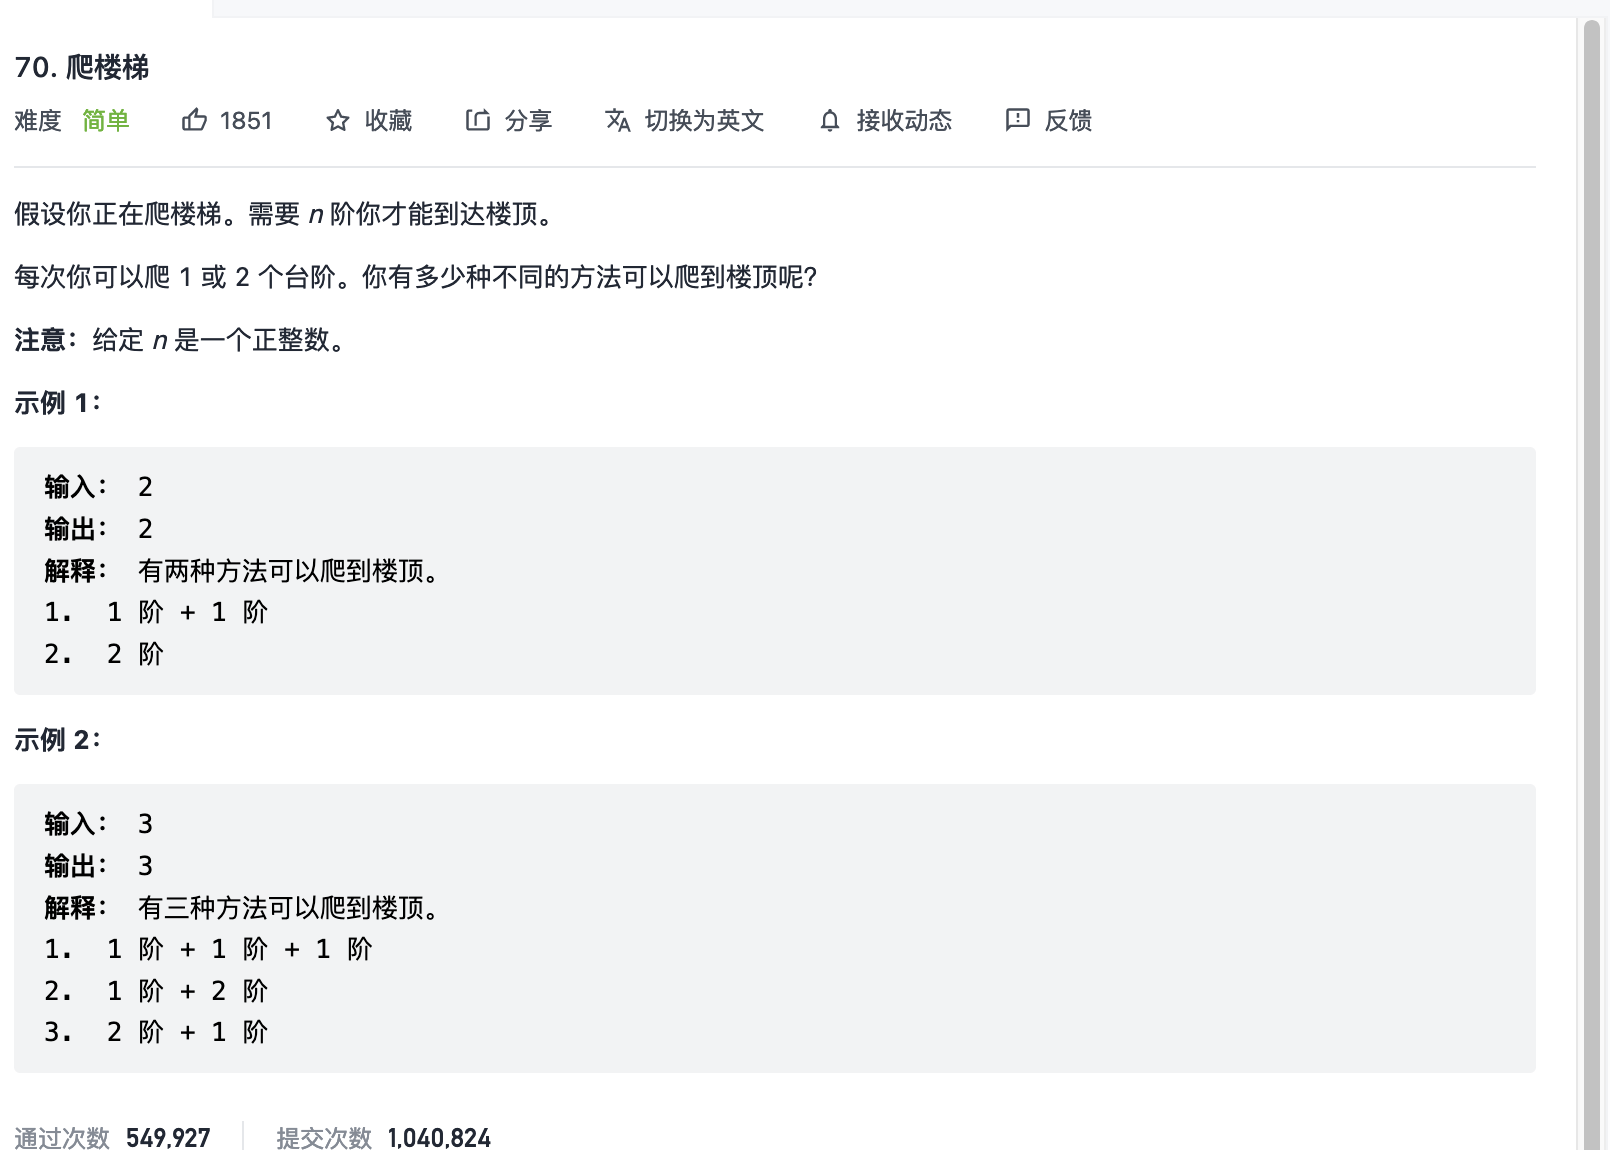 70. 爬楼梯
难度 简单 1851 收藏 分享 切换为英文 接收动态 反馈
假设你正在爬楼梯。需要 n 阶你才能到达楼顶。
每次你可以爬 1 或 2 个台阶。你有多少种不同的方法可以爬到楼顶呢?
注意：给定 n 是一个正整数。
示例 1：
输入： 2
输出： 2
解释： 有两种方法可以爬到楼顶。
1. 1 阶 + 1 阶
2. 2 阶
示例 2：
输入： 3
输出： 3
解释： 有三种方法可以爬到楼顶。
1. 1 阶 + 1 阶 + 1 阶
2. 1 阶 + 2 阶
3. 2 阶 + 1 阶
通过次数 549,927 提交次数 1,040,824